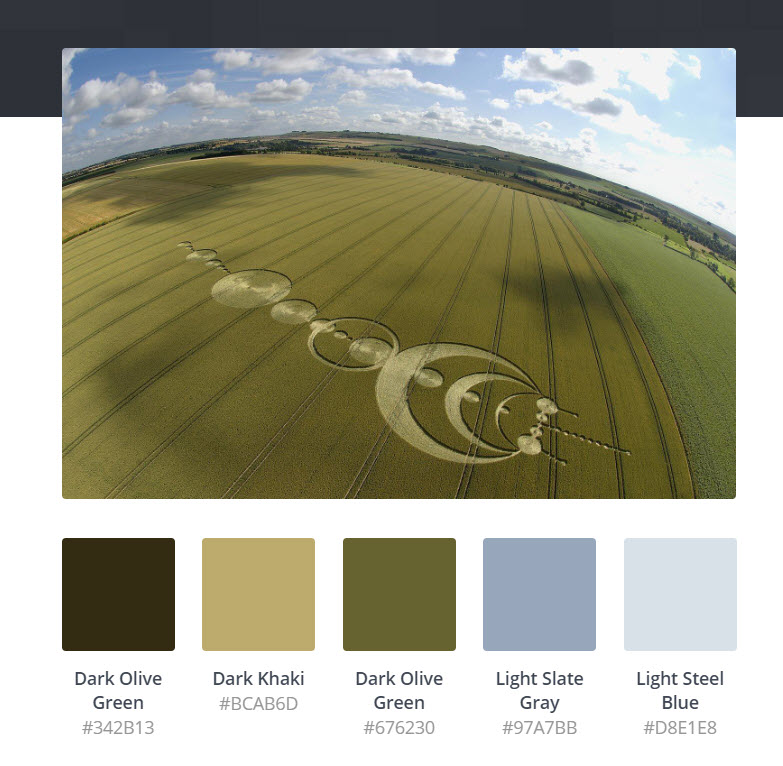 Dark Olive
Green
#342B13
Dark Khaki
#BCAB6D
Dark Olive
Green
#676230
Light Slate
Gray
#97A7BB
Light Steel
Blue
#D8E1E8